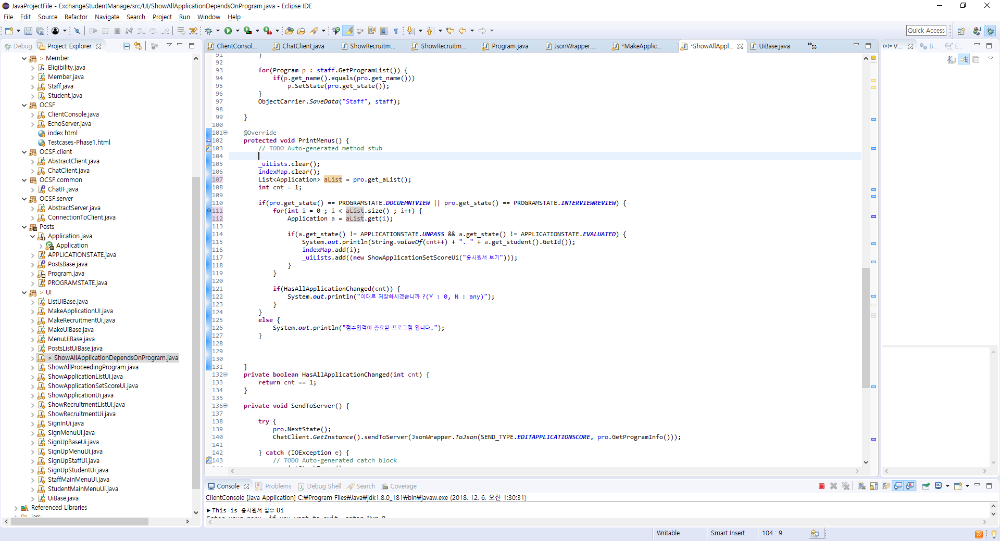 JavaProjectFile - ExchangeStudentManage/src/UI/ShowAllApplicationDependsOnProgram.java - Eclipse IDE
File Edit Source Refactor Navigate Search Project Run Window Help
Quick Access
Debug Project Explorer
ClientConsol... ChatClient.java ShowRecruitm... ShowRecruitm... Program.java JsonWrapper.... *MakeApplic... *ShowAllAppl... UiBase.java »58
(x)= V... B... E...
> Member
Eligibility.java
Member.java
Staff.java
Student.java
OCSF
ClientConsole.java
EchoServer.java
index.html
Testcases-Phase1.html
OCSF.client
AbstractClient.java
ChatClient.java
OCSF.common
ChatIF.java
OCSF.server
AbstractServer.java
ConnectionToClient.java
Posts
Application.java
Application
APPLICATIONSTATE.java
PostsBase.java
Program.java
PROGRAMSTATE.java
> UI
ListUiBase.java
MakeApplicationUI.java
MakeRecruitmentUi.java
MakeUiBase.java
MenuUiBase.java
PostsListUiBase.java
> ShowAllApplicationDependsOnProgram.java
ShowAllProceedingProgram.java
ShowApplicationListUi.java
ShowApplicationSetScoreUi.java
ShowApplicationUi.java
ShowRecruitmentListUi.java
ShowRecruitmentUi.java
SignInUi.java
SignMenuUi.java
SignUpBaseUi.java
SignUpMenuUi.java
SignUpStaffUi.java
SignUpStudentUi.java
StaffMainMenuUi.java
StudentMainMenuUi.java
UiBase.java
Referenced Libraries
jars
91 }
92
93 for(Program p : staff.GetProgramList()) {
94 if(p.get_name().equals(pro.get_name()))
95 p.SetState(pro.get_state());
96 }
97 ObjectCarrier.SaveData("Staff", staff);
98
99 }
100
101 @Override
102 protected void PrintMenus() {
103 // TODO Auto-generated method stub
104
105 _uiLists.clear();
106 indexMap.clear();
107 List<Application> aList = pro.get_aList();
108 int cnt = 1;
109
110 if(pro.get_state() == PROGRAMSTATE.DOCUEMNTVIEW || pro.get_state() == PROGRAMSTATE.INTERVIEWREVIEW) {
111 for(int i = 0 ; i < aList.size() ; i++) {
112 Application a = aList.get(i);
113
114 if(a.get_state() != APPLICATIONSTATE.UNPASS && a.get_state() != APPLICATIONSTATE.EVALUATED) {
115 System.out.println(String.valueOf(cnt++) + ". " + a.get_student().GetId());
116 indexMap.add(i);
117 _uiLists.add((new ShowApplicationSetScoreUi("응시원서 보기")));
118 }
119 }
120
121 if(HasAllApplicationChanged(cnt)) {
122 System.out.println("이대로 저장하시겠습니까 ?(Y : 0, N : any)");
123 }
124 }
125 else {
126 System.out.println("점수입력이 종료된 프로그램 입니다.");
127 }
128
129
130
131 }
132 private boolean HasAllApplicationChanged(int cnt) {
133 return cnt == 1;
134 }
135
136 private void SendToServer() {
137
138 try {
139 pro.NextState();
140 ChatClient.GetInstance().sendToServer(JsonWrapper.ToJson(SEND_TYPE.EDITAPPLICATIONSCORE, pro.GetProgramInfo()));
141
142 } catch (IOException e) {
143 // TODO Auto-generated catch block
Console Problems Debug Shell Search Coverage
ClientConsole [Java Application] C:₩Program Files₩Java₩jdk1.8.0_181₩bin₩javaw.exe (2018. 12. 6. 오전 1:30:31)
▶This is 응시원서 접수 Ui
Enter your menu, if you want to quit, enter Num 0
Writable Smart Insert 104 : 9